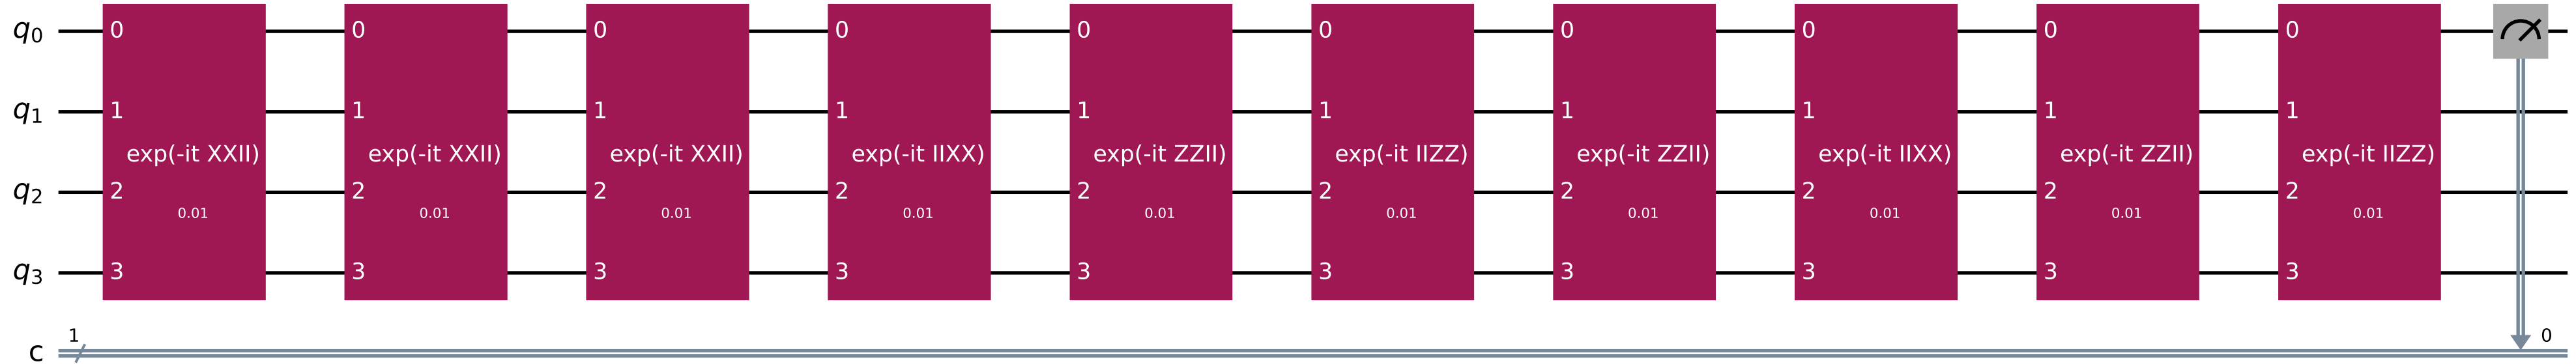 q0 0 0 0 0 0 0 0 0 0 0
q1 1 1 1 1 1 1 1 1 1 1
exp(-it XXII) exp(-it XXII) exp(-it XXII) exp(-it IIXX) exp(-it ZZII) exp(-it IIZZ) exp(-it ZZII) exp(-it IIXX) exp(-it ZZII) exp(-it IIZZ)
q2 2 2 2 2 2 2 2 2 2 2
0.01 0.01 0.01 0.01 0.01 0.01 0.01 0.01 0.01 0.01
q3 3 3 3 3 3 3 3 3 3 3
1 0
c